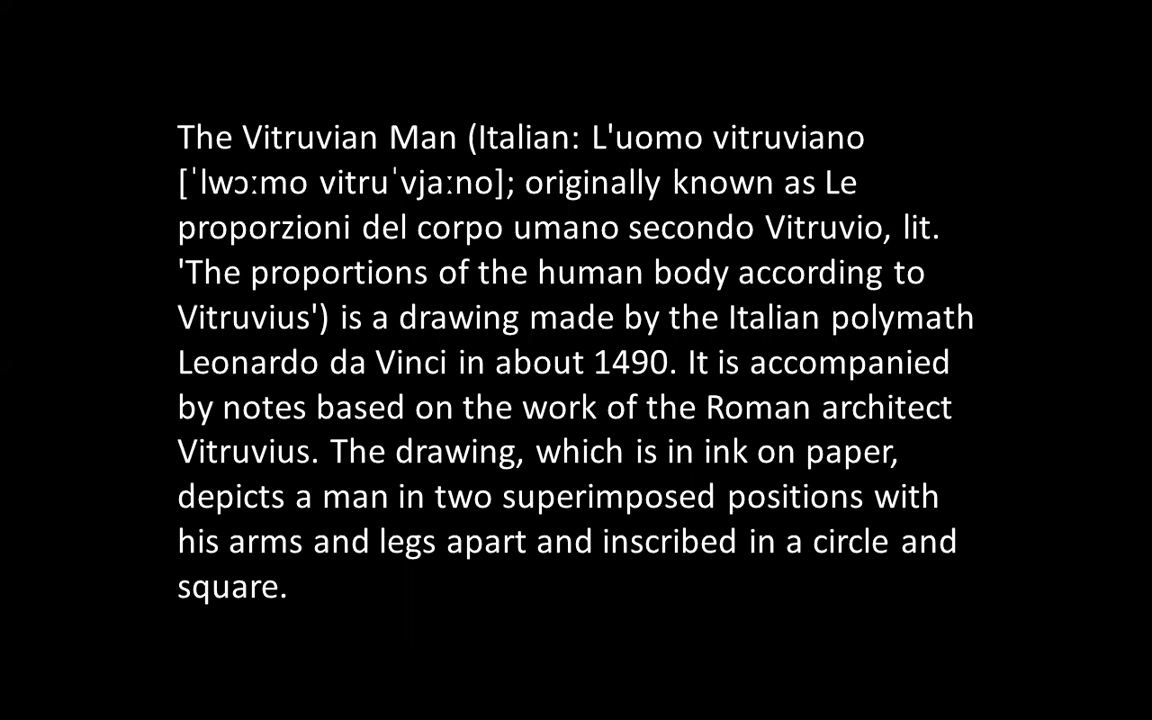 The Vitruvian Man (Italian: L'uomo vitruviano
[ˈlwɔːmo vitruˈvjaːno]; originally known as Le
proporzioni del corpo umano secondo Vitruvio, lit.
'The proportions of the human body according to
Vitruvius') is a drawing made by the Italian polymath
Leonardo da Vinci in about 1490. It is accompanied
by notes based on the work of the Roman architect
Vitruvius. The drawing, which is in ink on paper,
depicts a man in two superimposed positions with
his arms and legs apart and inscribed in a circle and
square.